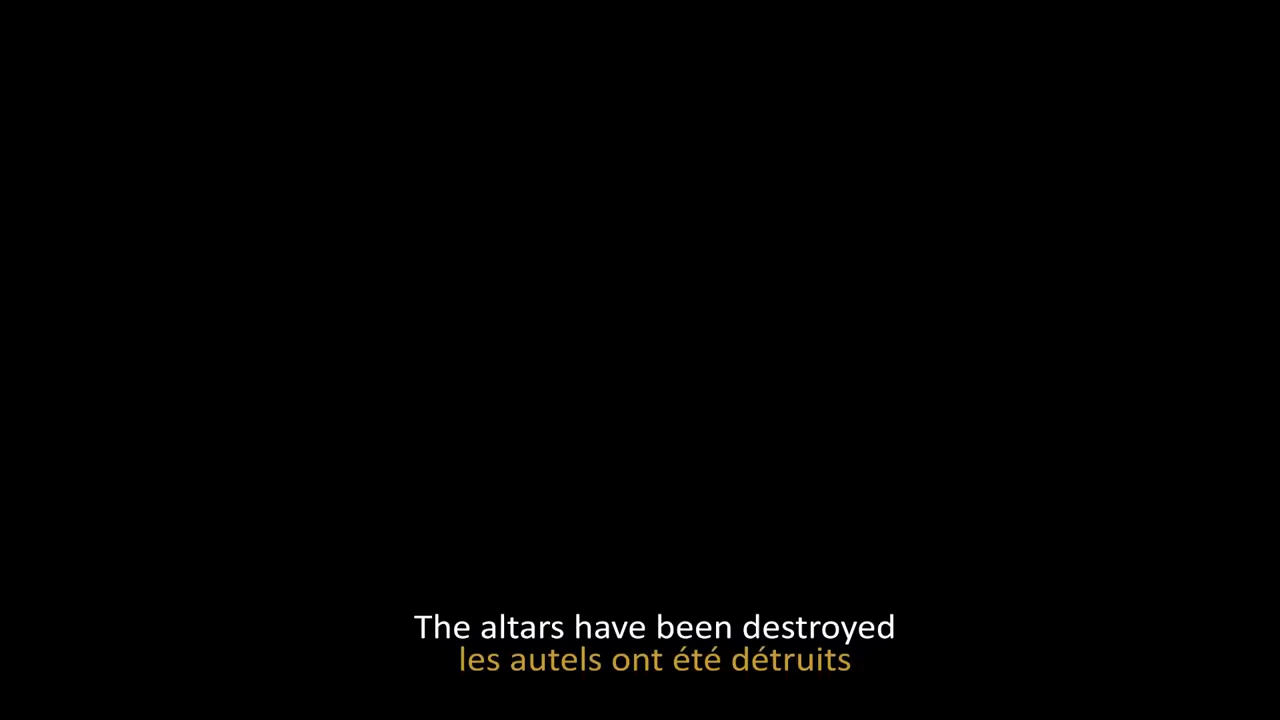 The altars have been destroyed
les autels ont été détruits